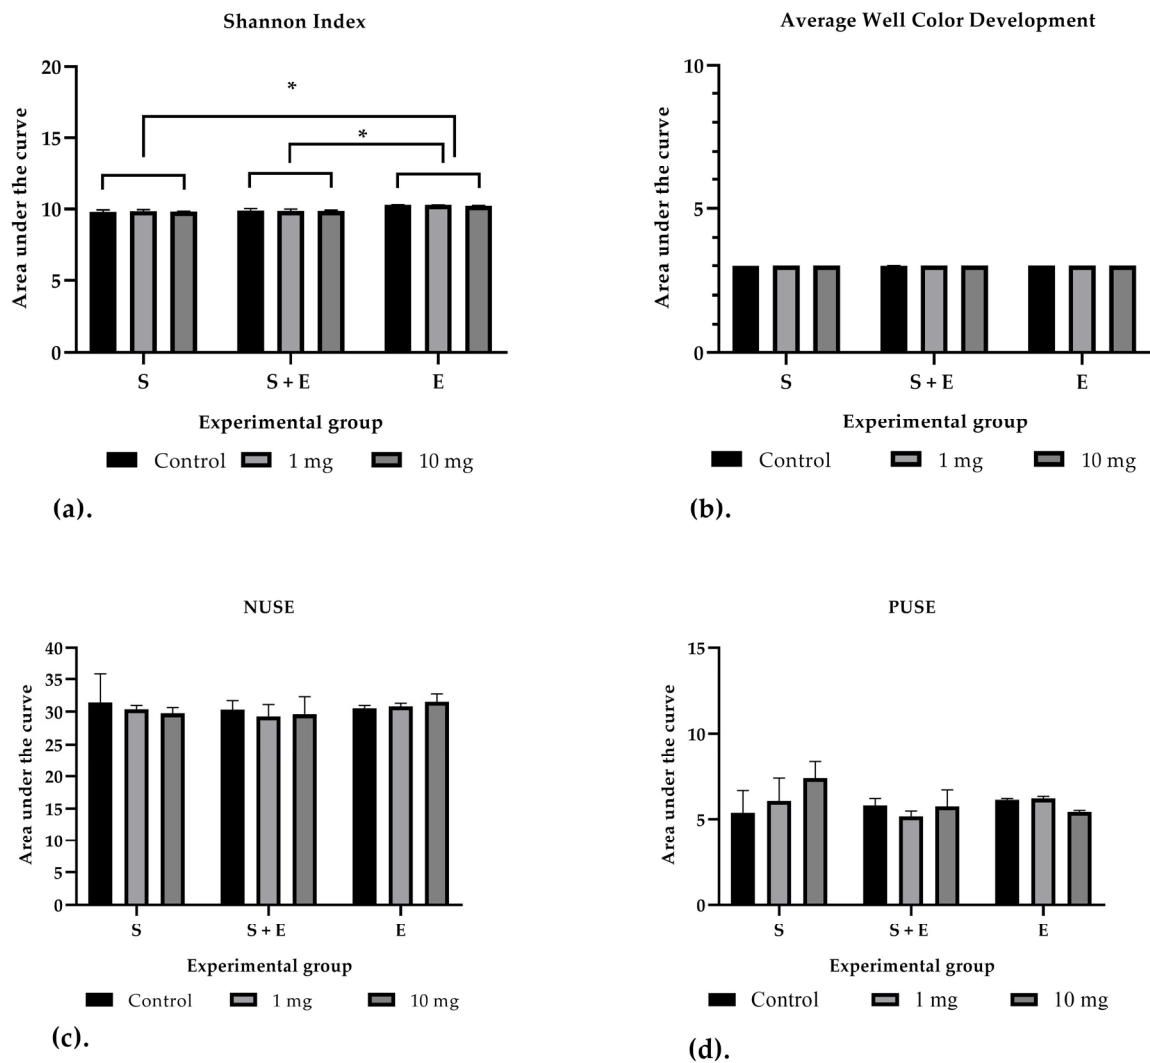 Shannon Index
Area under the curve
20
15
10
5
0
*
*
S
S + E
E
Experimental group
Control
1 mg
10 mg
(a).
Average Well Color Development
Area under the curve
10
5
0
S
S + E
E
Experimental group
Control
1 mg
10 mg
(b).
NUSE
Area under the curve
40
35
30
25
20
15
10
5
0
S
S + E
E
Experimental group
Control
1 mg
10 mg
(c).
PUSE
Area under the curve
15
10
5
0
S
S + E
E
Experimental group
Control
1 mg
10 mg
(d).